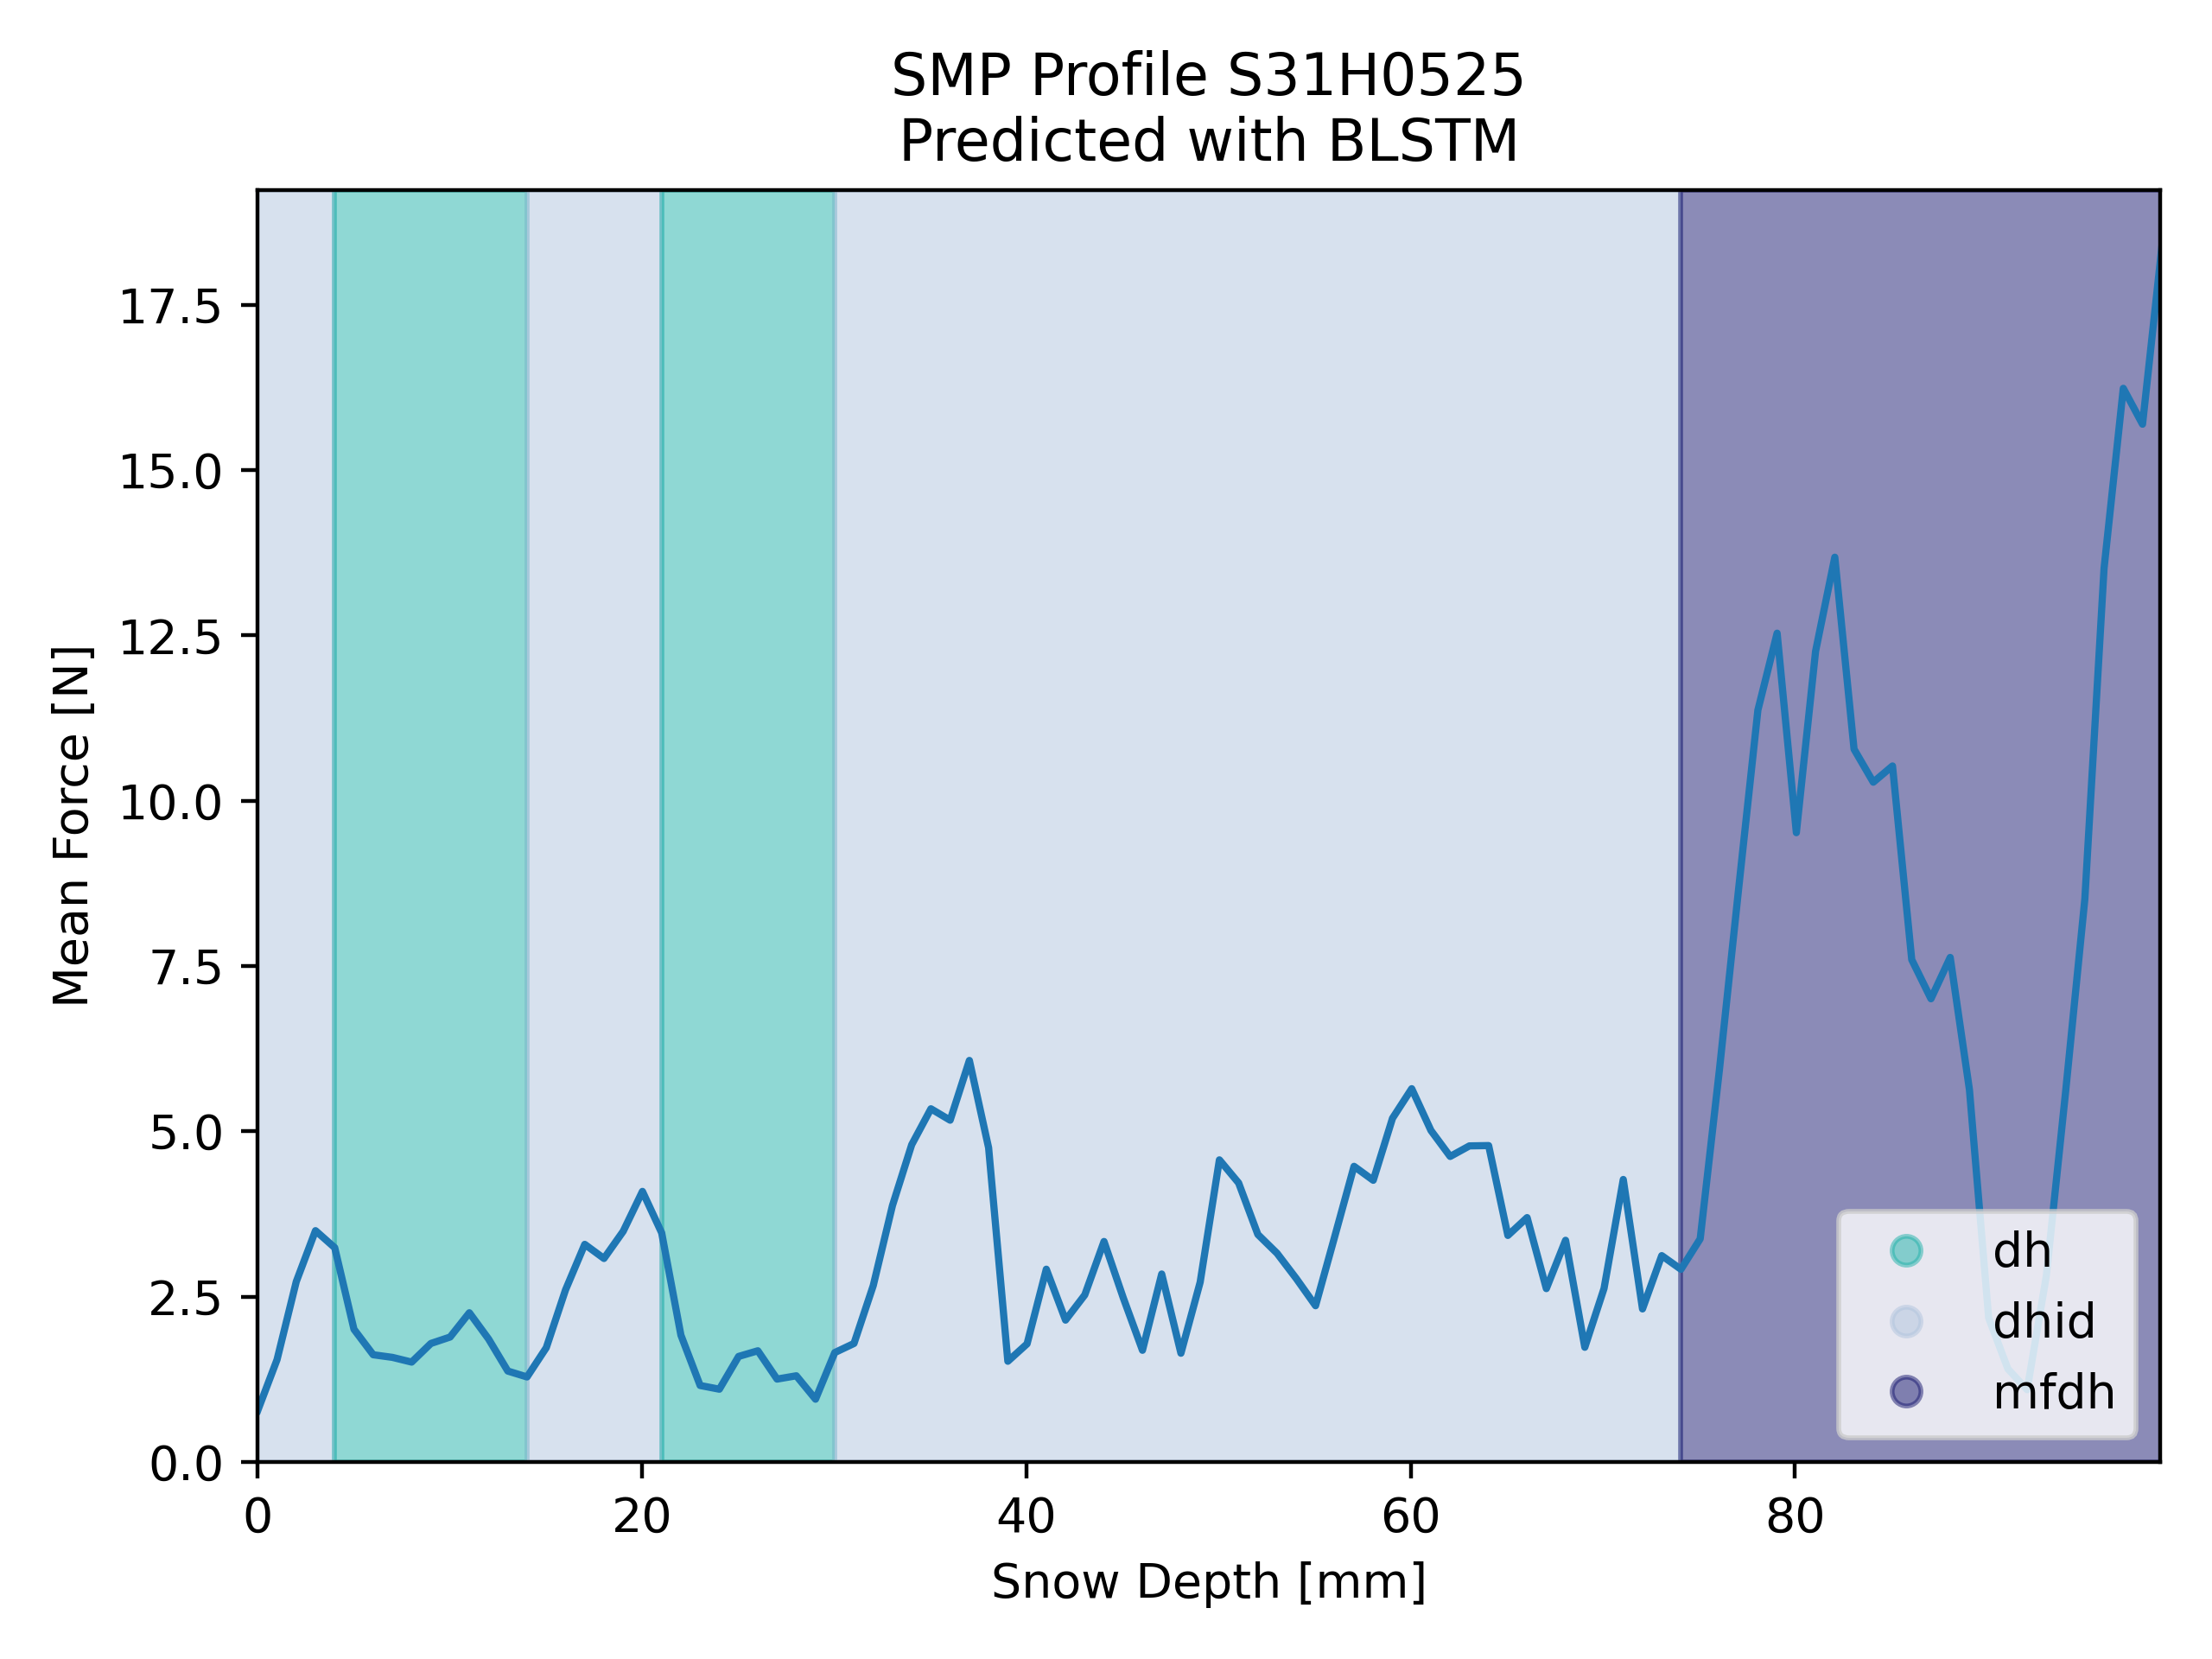 SMP Profile S31H0525
Predicted with BLSTM
Mean Force [N]
17.5
15.0
12.5
10.0
7.5
5.0
2.5
0.0
dh
dhid
mfdh
0 20 40 60 80
Snow Depth [mm]